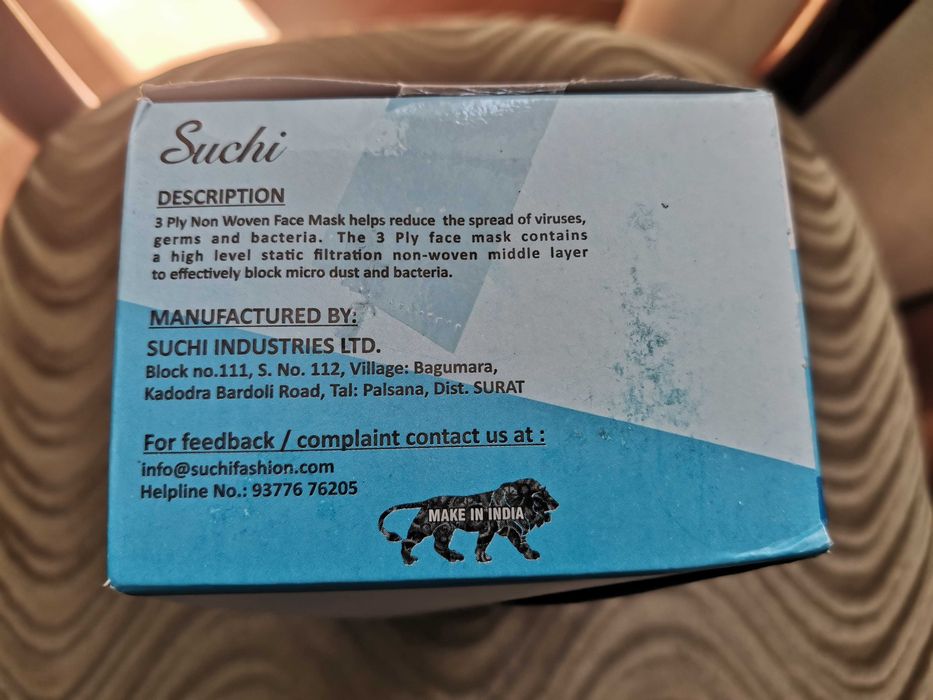 Suchi
DESCRIPTION
3 Ply Non Woven Face Mask helps reduce the spread of viruses,
germs and bacteria. The 3 Ply face mask contains
a high level static filtration non-woven middle layer
to effectively block micro dust and bacteria.
MANUFACTURED BY:
SUCHI INDUSTRIES LTD.
Block no.111, S. No. 112, Village: Bagumara,
Kadodra Bardoli Road, Tal: Palsana, Dist. SURAT
For feedback / complaint contact us at :
info@suchifashion.com
Helpline No.: 93776 76205
MAKE IN INDIA